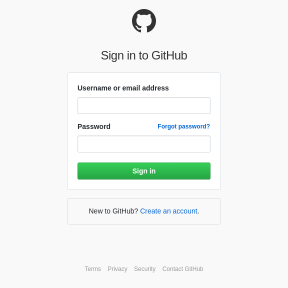 Sign in to GitHub
Username or email address
Password Forgot password?
Sign in
New to GitHub? Create an account.
Terms Privacy Security Contact GitHub